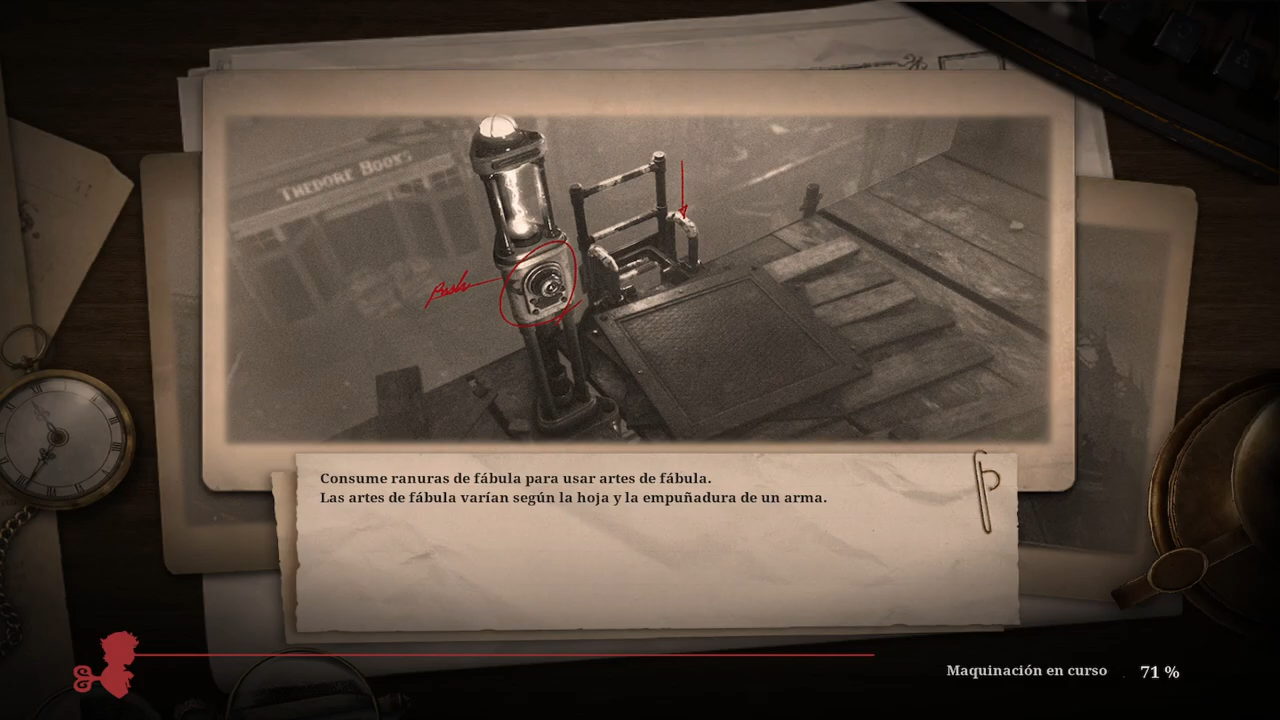 THEDORE BOOKS
Push
Consume ranuras de fábula para usar artes de fábula.
Las artes de fábula varían según la hoja y la empuñadura de un arma.
Maquinación en curso . 71 %